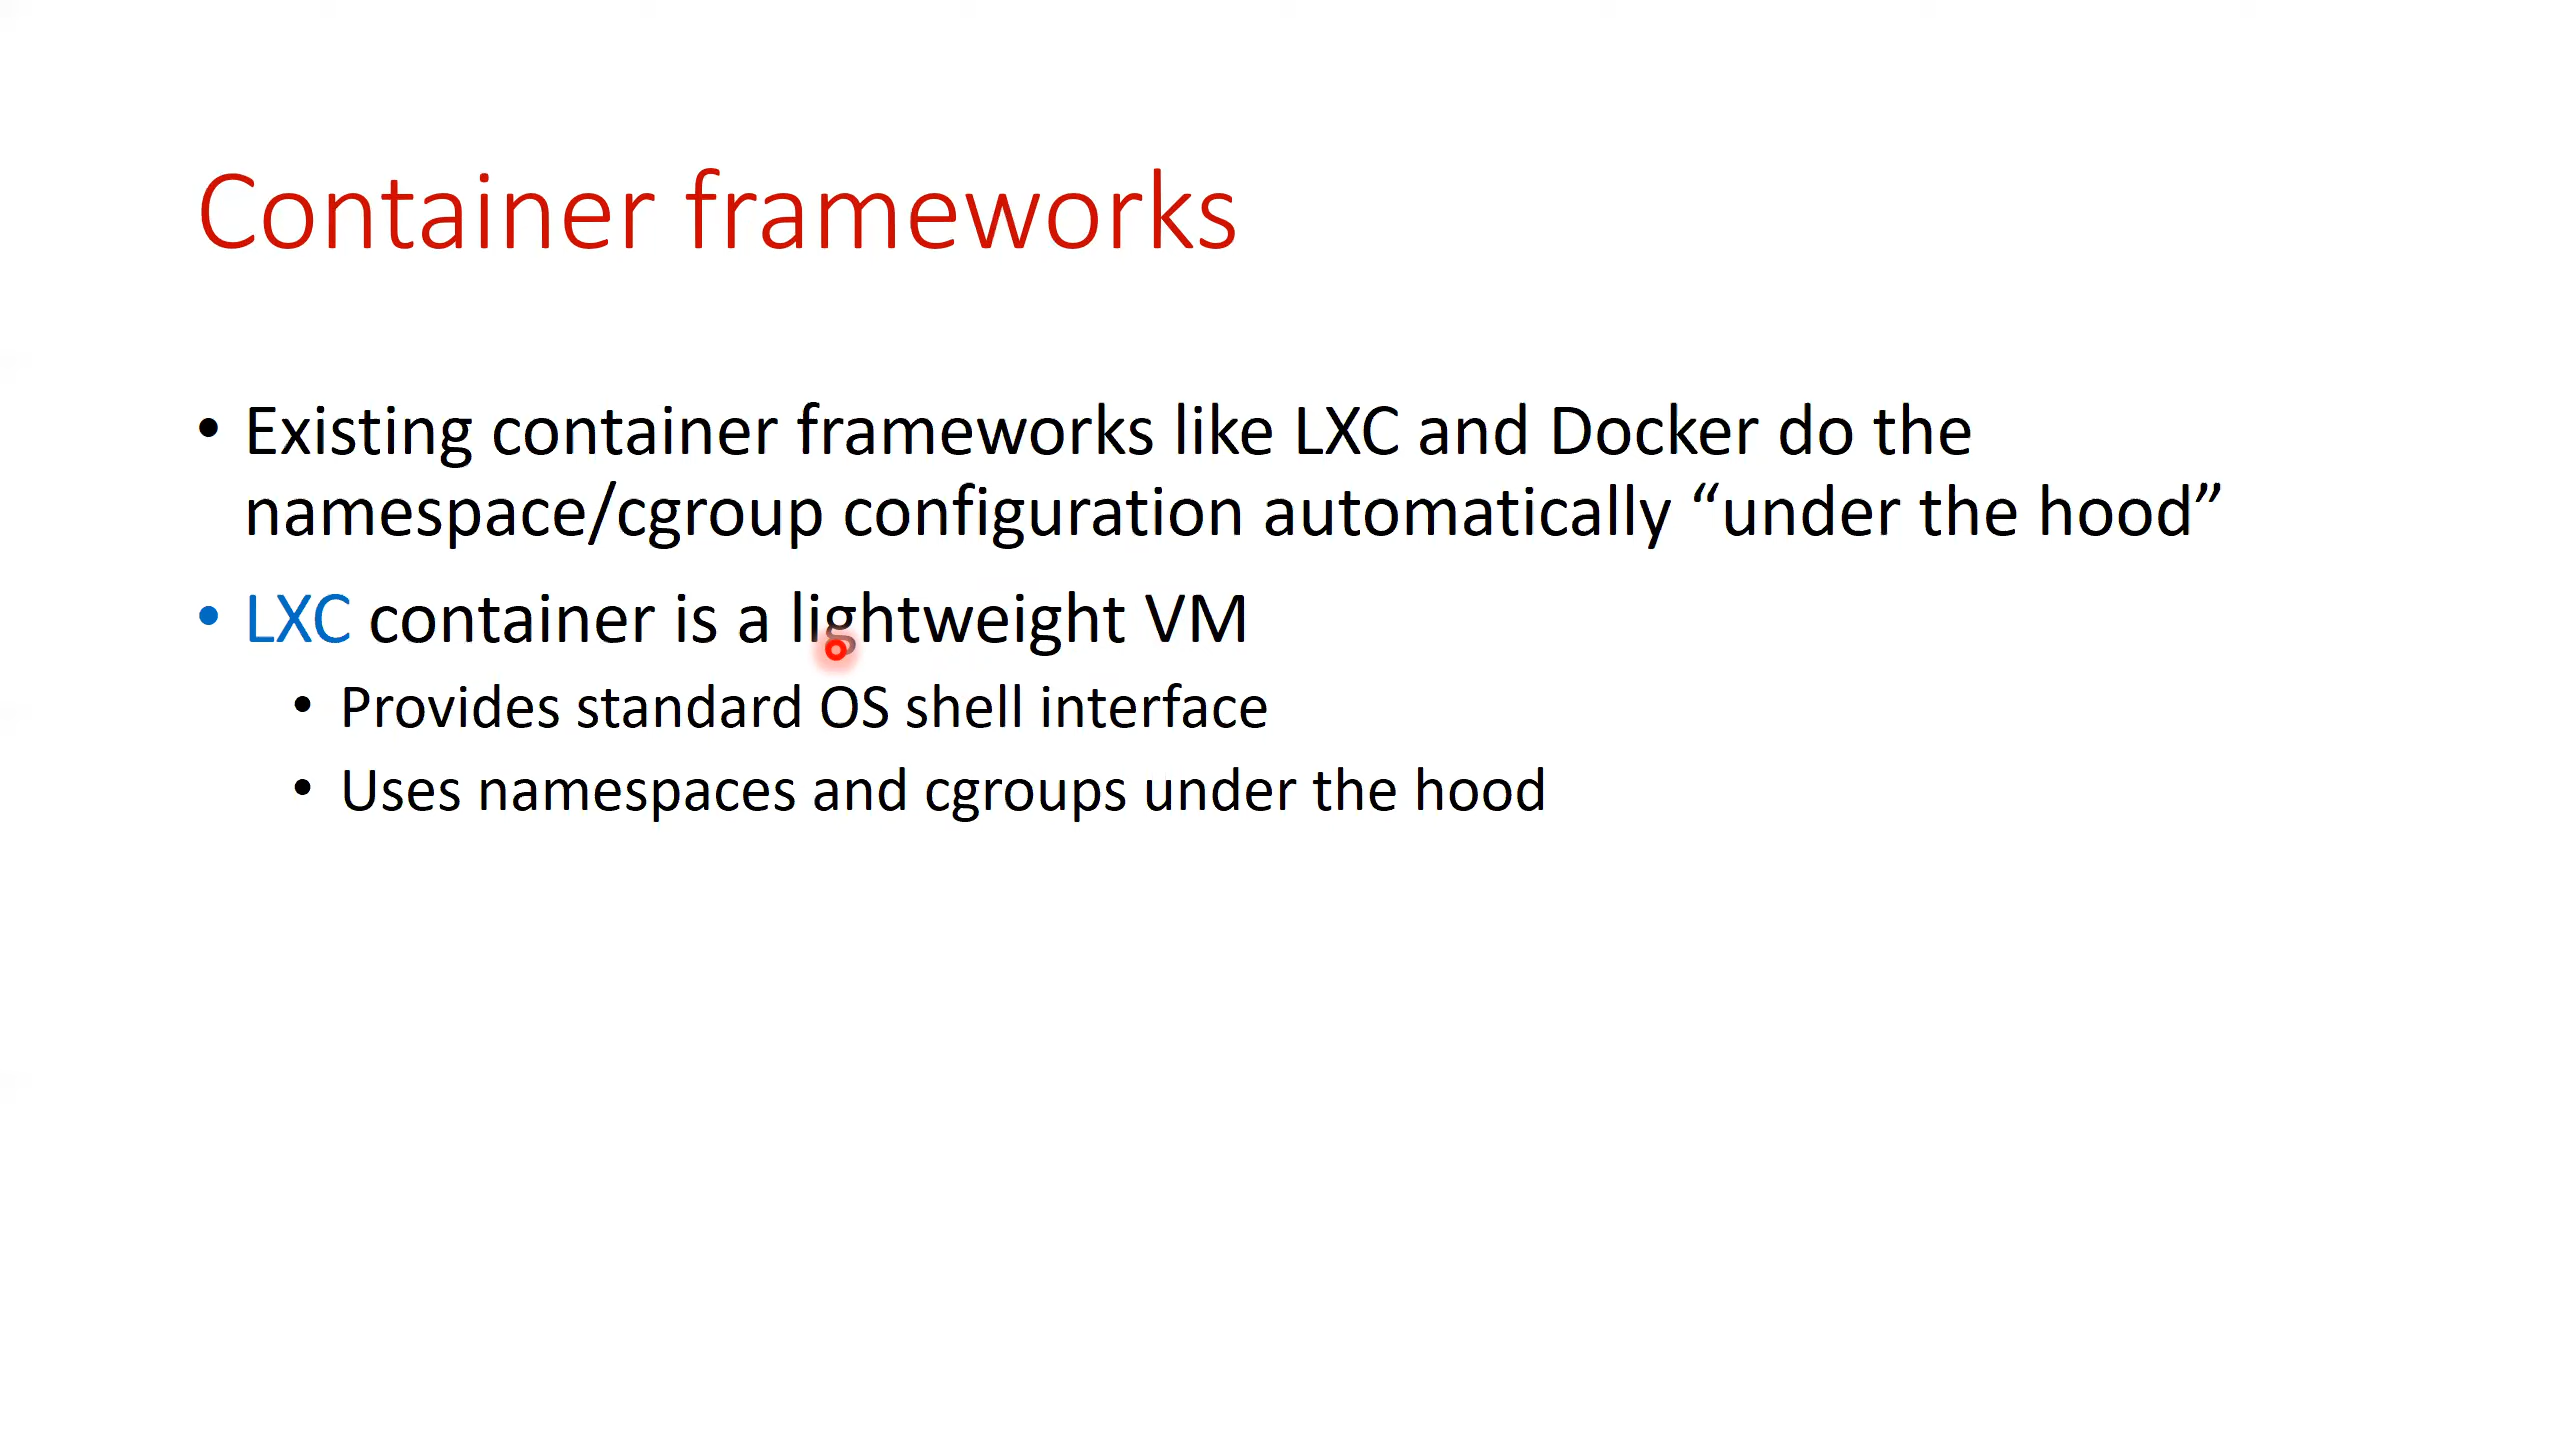 Container frameworks
• Existing container frameworks like LXC and Docker do the
namespace/cgroup configuration automatically “under the hood”
• LXC container is a lightweight VM
• Provides standard OS shell interface
• Uses namespaces and cgroups under the hood